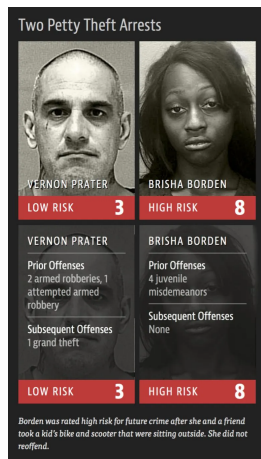 Two Petty Theft Arrests
VERNON PRATER
LOW RISK 3
BRISHA BORDEN
HIGH RISK 8
VERNON PRATER
Prior Offenses
2 armed robberies, 1
attempted armed
robbery
Subsequent Offenses
1 grand theft
LOW RISK 3
BRISHA BORDEN
Prior Offenses
4 juvenile
misdemeanors
Subsequent Offenses
None
HIGH RISK 8
Borden was rated high risk for future crime after she and a friend
took a kid's bike and scooter that were sitting outside. She did not
reoffend.